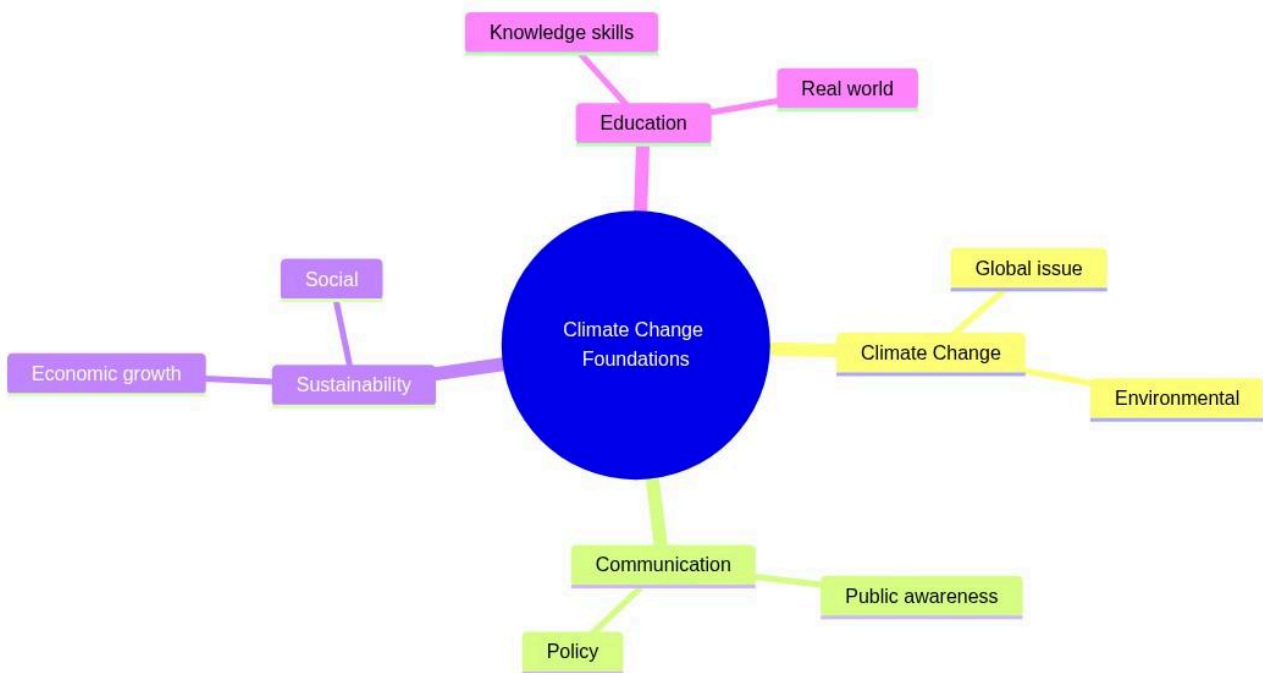 Knowledge skills
Real world
Education
Global issue
Social
Climate Change
Foundations
Climate Change
Economic growth
Sustainability
Environmental
Communication
Public awareness
Policy